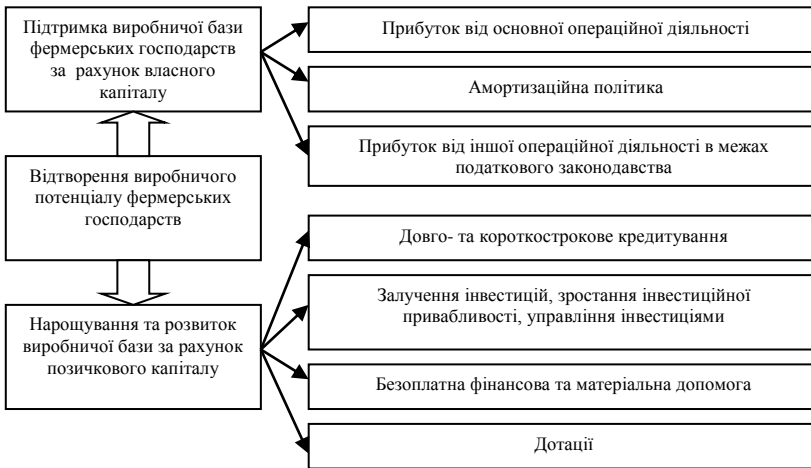 Підтримка виробничої бази
фермерських господарств
за рахунок власного
капіталу
Прибуток від основної операційної діяльності
Амортизаційна політика
Прибуток від іншої операційної діяльності в межах
податкового законодавства
Відтворення виробничого
потенціалу фермерських
господарств
Нарощування та розвиток
виробничої бази за рахунок
позичкового капіталу
Довго- та короткострокове кредитування
Залучення інвестицій, зростання інвестиційної
привабливості, управління інвестиціями
Безоплатна фінансова та матеріальна допомога
Дотації